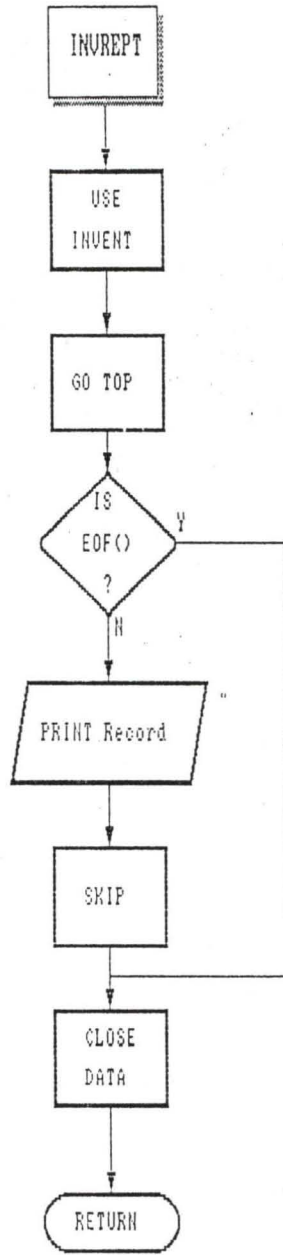 INVREPT
USE
INVENT
GO TOP
IS
EOF()
?
Y
N
PRINT Record
SKIP
CLOSE
DATA
RETURN